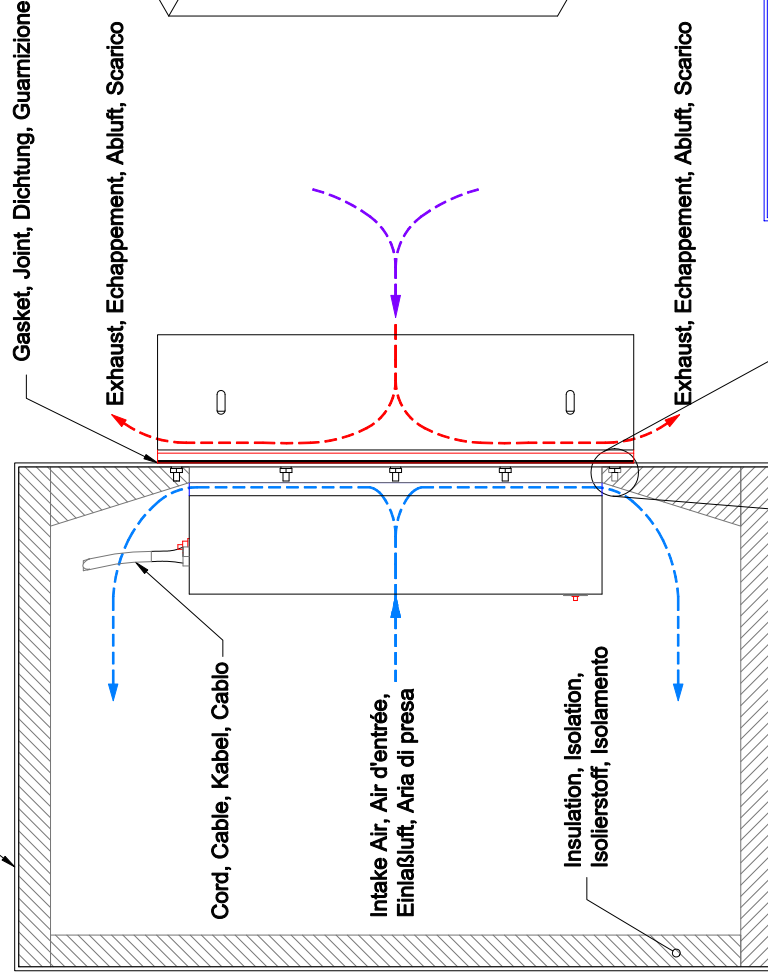 Gasket, Joint, Dichtung, Guarnizione
Exhaust, Echappement, Abluft, Scarico
Cord, Cable, Kabel, Cablo
Intake Air, Air d'entrée,
Einlaßluft, Aria di presa
Insulation, Isolation,
Isolierstoff, Isolamento
Exhaust, Echappement, Abluft, Scarico